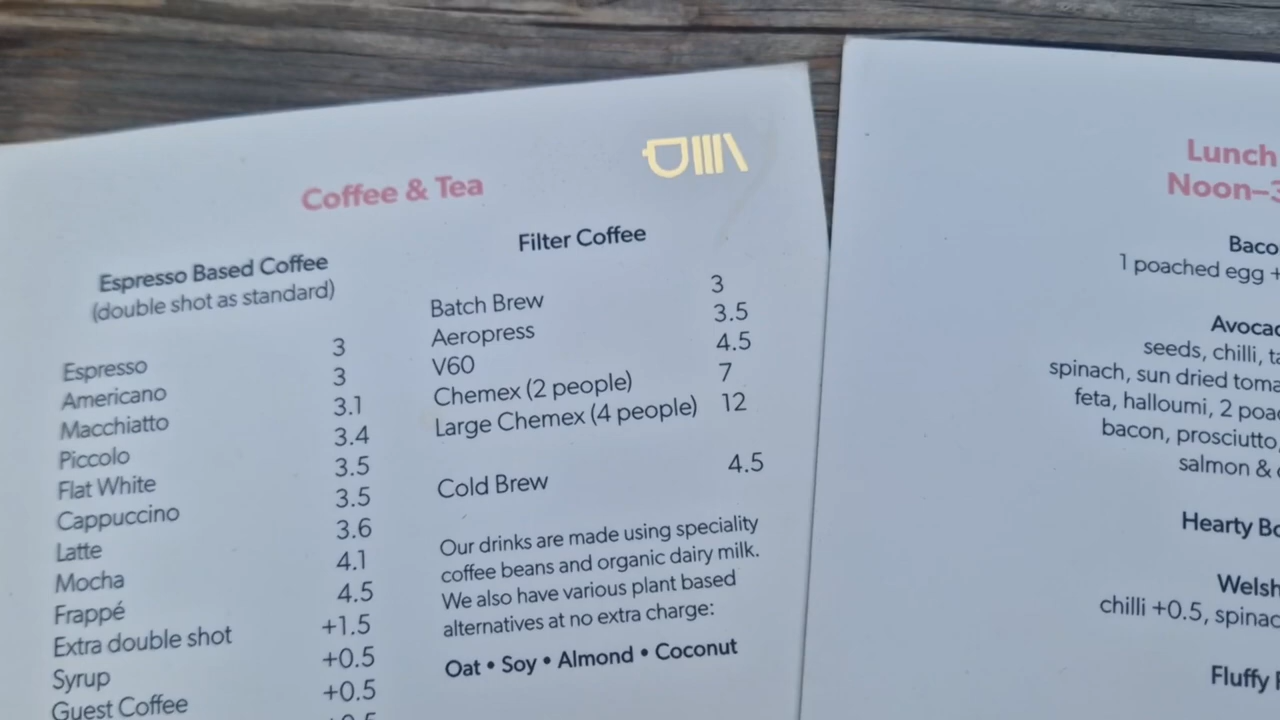 Coffee & Tea
Espresso Based Coffee
(double shot as standard)
Espresso 3
Americano 3
Macchiato 3.1
Piccolo 3.4
Flat White 3.5
Cappuccino 3.5
Latte 3.6
Mocha 4.1
Frappé 4.5
Extra double shot +1.5
Syrup +0.5
Guest Coffee +0.5
Filter Coffee
Batch Brew 3
Aeropress 3.5
V60 4.5
Chemex (2 people) 7
Large Chemex (4 people) 12
Cold Brew 4.5
Our drinks are made using speciality
coffee beans and organic dairy milk.
We also have various plant based
alternatives at no extra charge:
Oat • Soy • Almond • Coconut
Lunch
Noon–3
1 poached egg +
seeds, chilli,
spinach, sun dried
feta, halloumi, 2
bacon, prosciutto,
salmon &
Hearty
Welsh
chilli +0.5,
Fluffy